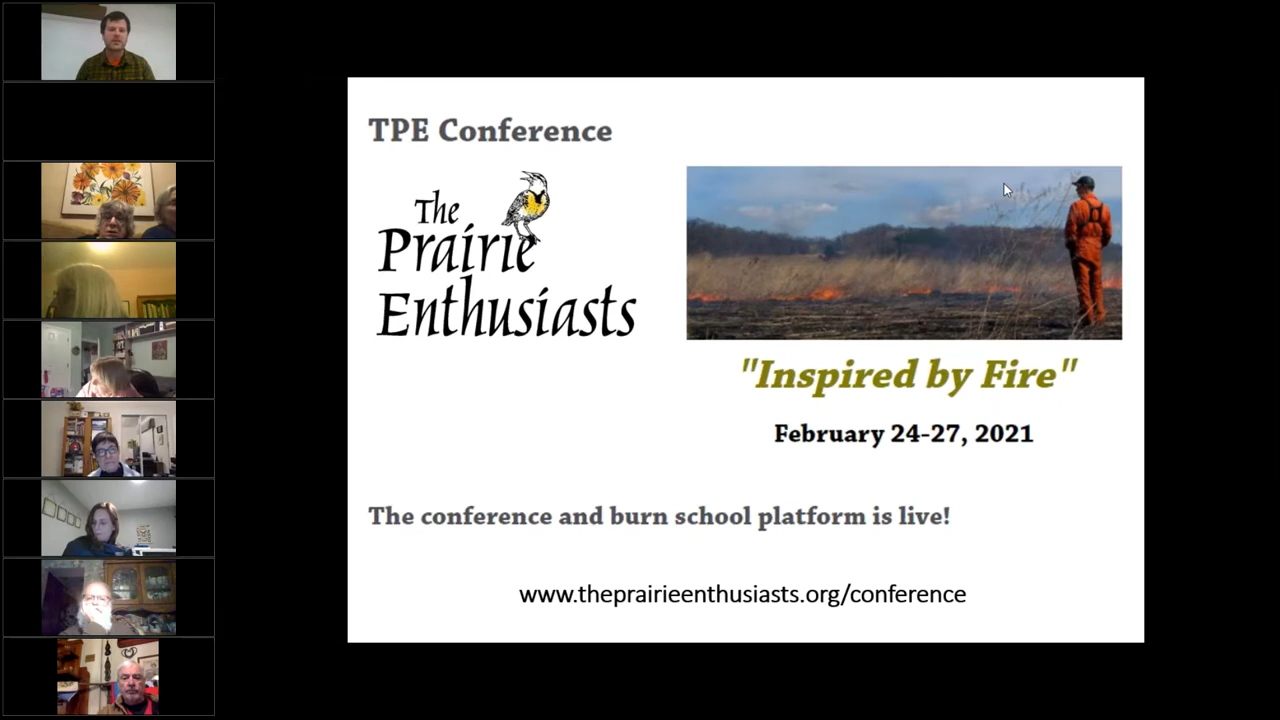 TPE Conference
The
Prairie
Enthusiasts
"Inspired by Fire"
February 24-27, 2021
The conference and burn school platform is live!
www.theprairieenthusiasts.org/conference